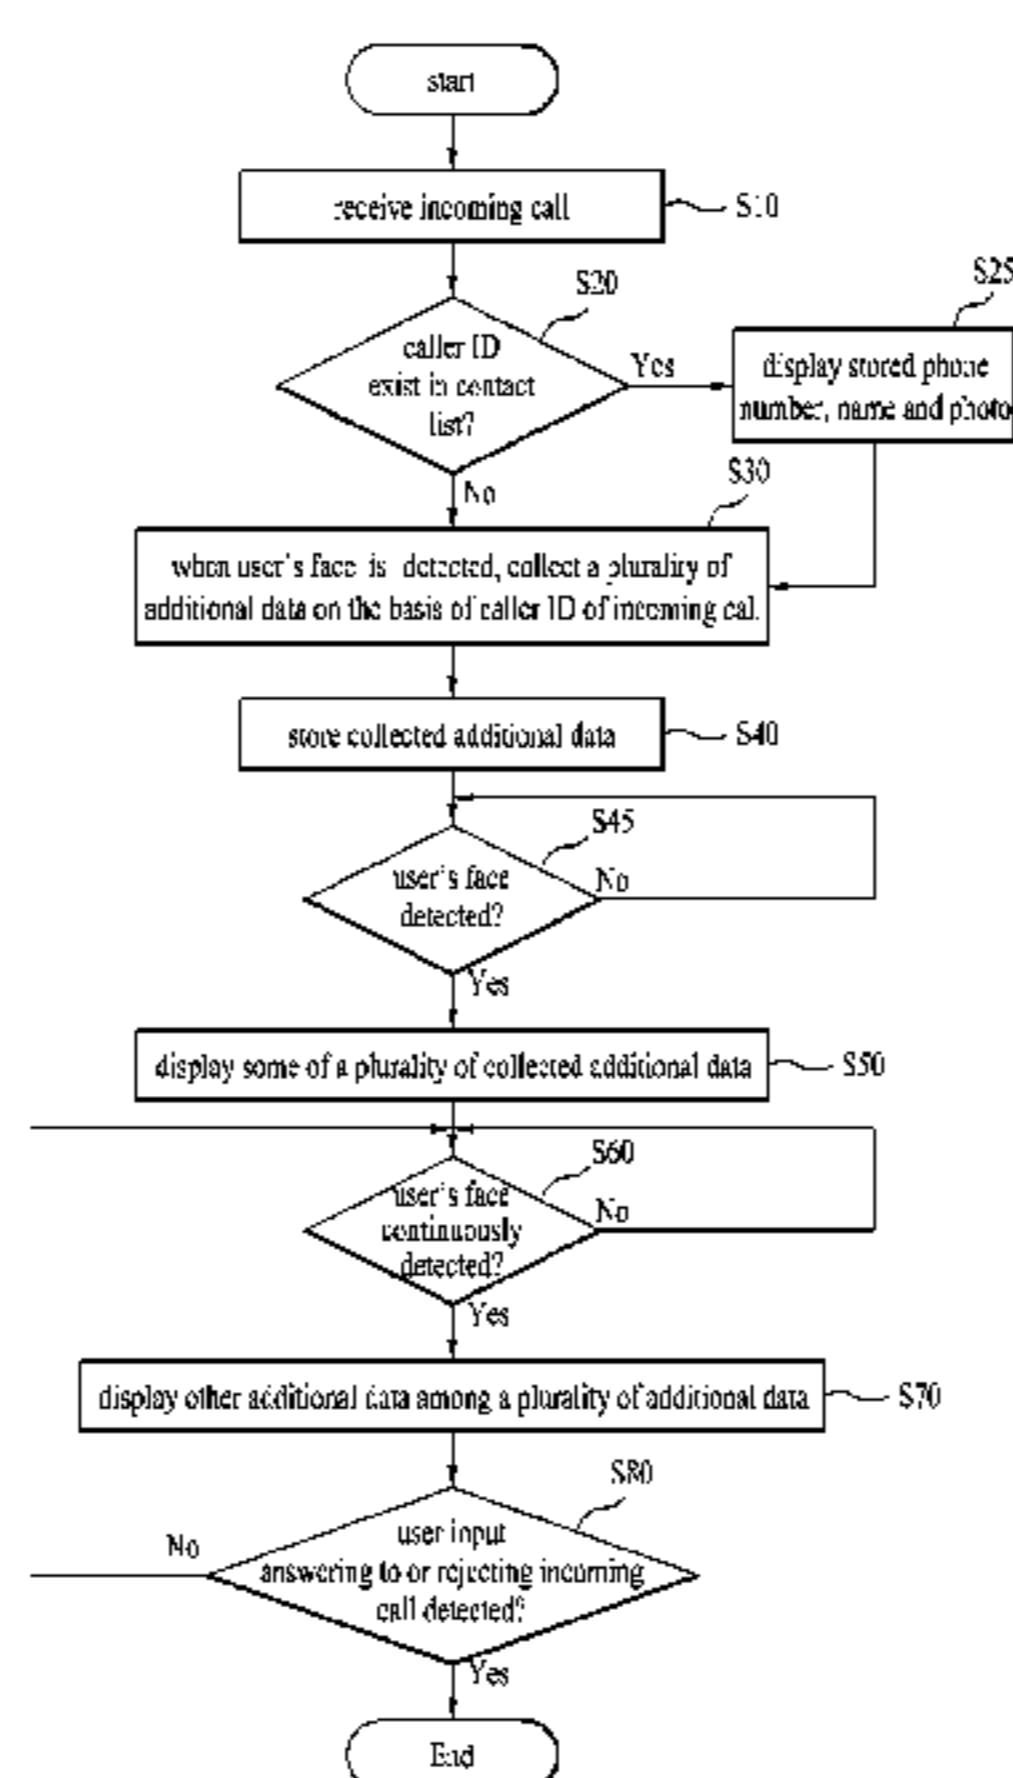 start
receive incoming call
S10
S20
caller ID
exist in contact
list?
Yes
S25
display stored phone
number, name and photo
No
S30
when user's face is detected, collect a plurality of
additional data on the basis of caller ID of incoming call
store collected additional data
S40
S45
user's face
detected?
No
Yes
display some of a plurality of collected additional data
S50
S60
user's face
continuously
detected?
No
Yes
display other additional data among a plurality of additional data
S70
S80
user input
answering to or rejecting incoming
call detected?
No
Yes
End